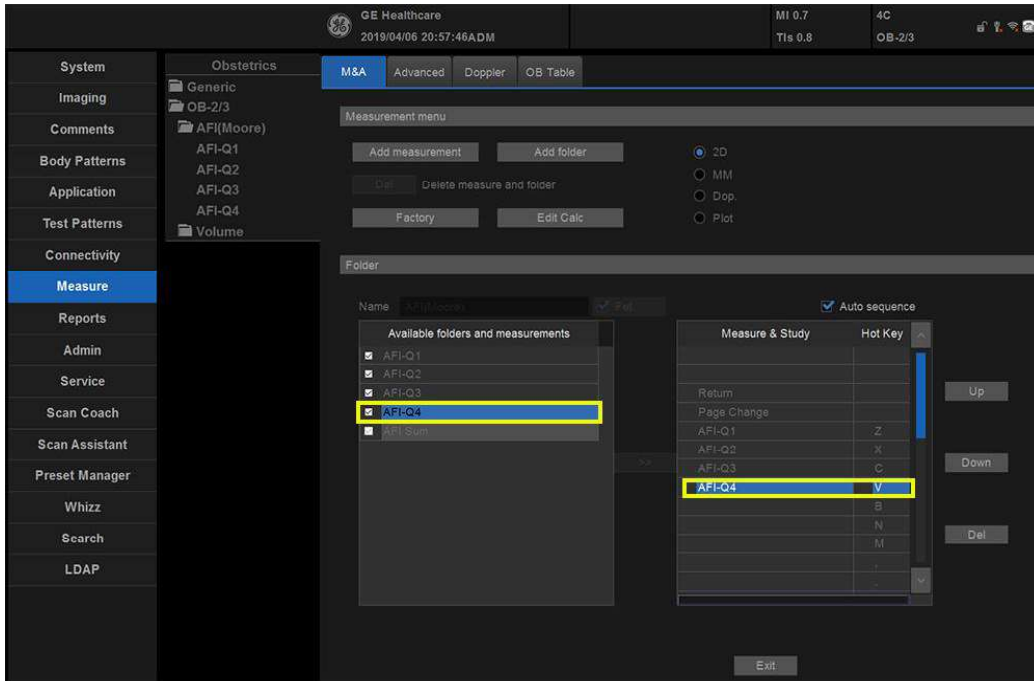 GE Healthcare
2019/04/06 20:57:46ADM
MI 0.7
TIs 0.8
4C
OB-2/3
System
Imaging
Comments
Body Patterns
Application
Test Patterns
Connectivity
Measure
Reports
Admin
Service
Scan Coach
Scan Assistant
Preset Manager
Whizz
Search
LDAP
Obstetrics
Generic
OB-2/3
AFI(Moore)
AFI-Q1
AFI-Q2
AFI-Q3
AFI-Q4
Volume
M&A Advanced Doppler OB Table
Measurement menu
Add measurement Add folder
Del Delete measure and folder
Factory Edit Calc
2D
MM
Dop.
Plot
Folder
Name AFI(Moore)
Auto sequence
Available folders and measurements
AFI-Q1
AFI-Q2
AFI-Q3
AFI-Q4
AFI Sum
>>
Measure & Study Hot Key
Return
Page Change
AFI-Q1 Z
AFI-Q2 X
AFI-Q3 C
AFI-Q4 V
B
N
M
,
.
Up
Down
Del
Exit